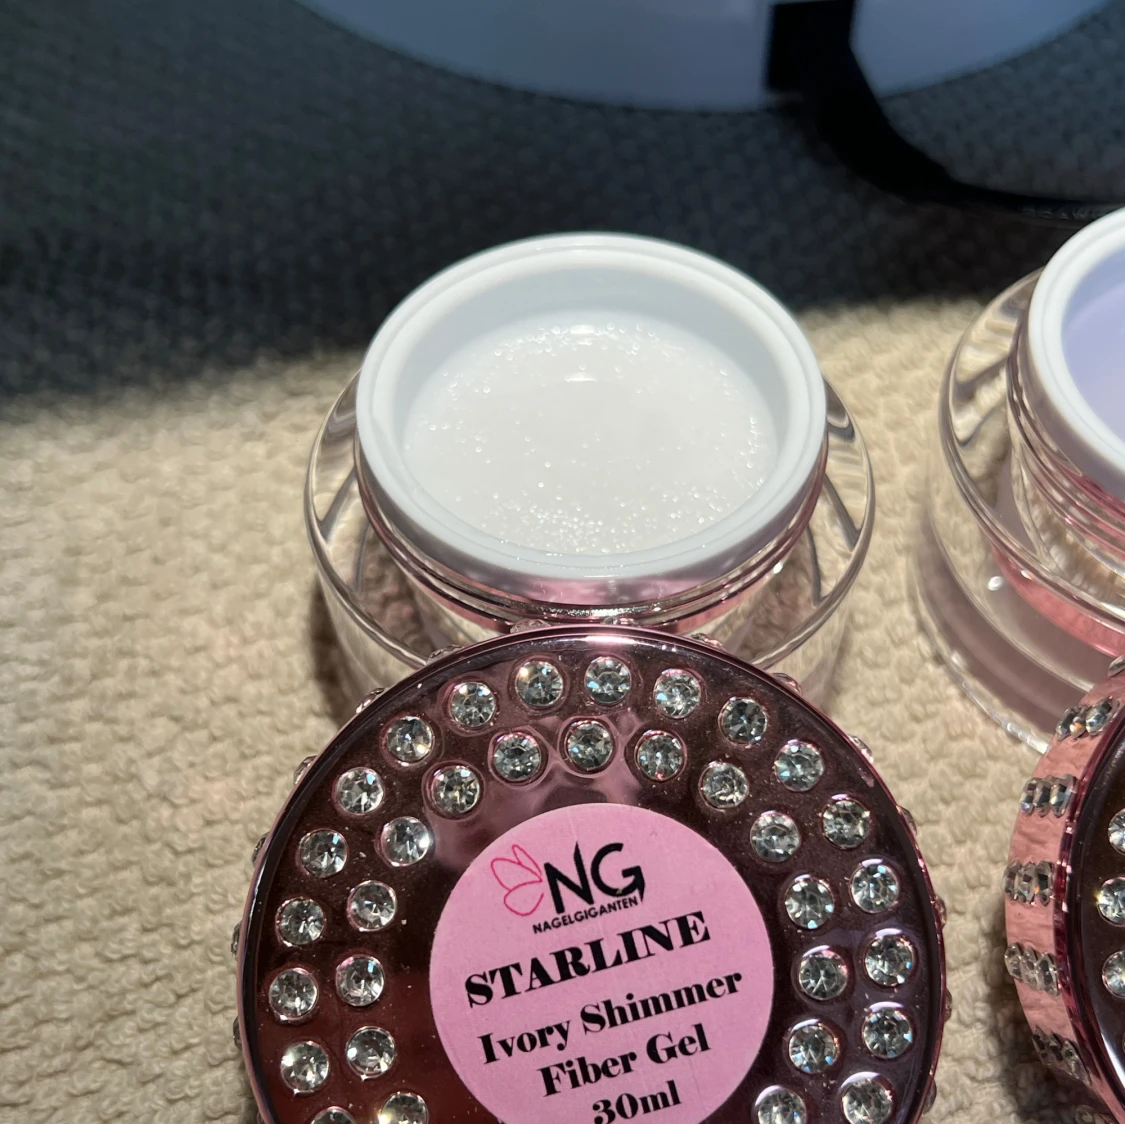 NG
NAGELGIGANTEN
STARLINE
Ivory Shimmer
Fiber Gel
30ml